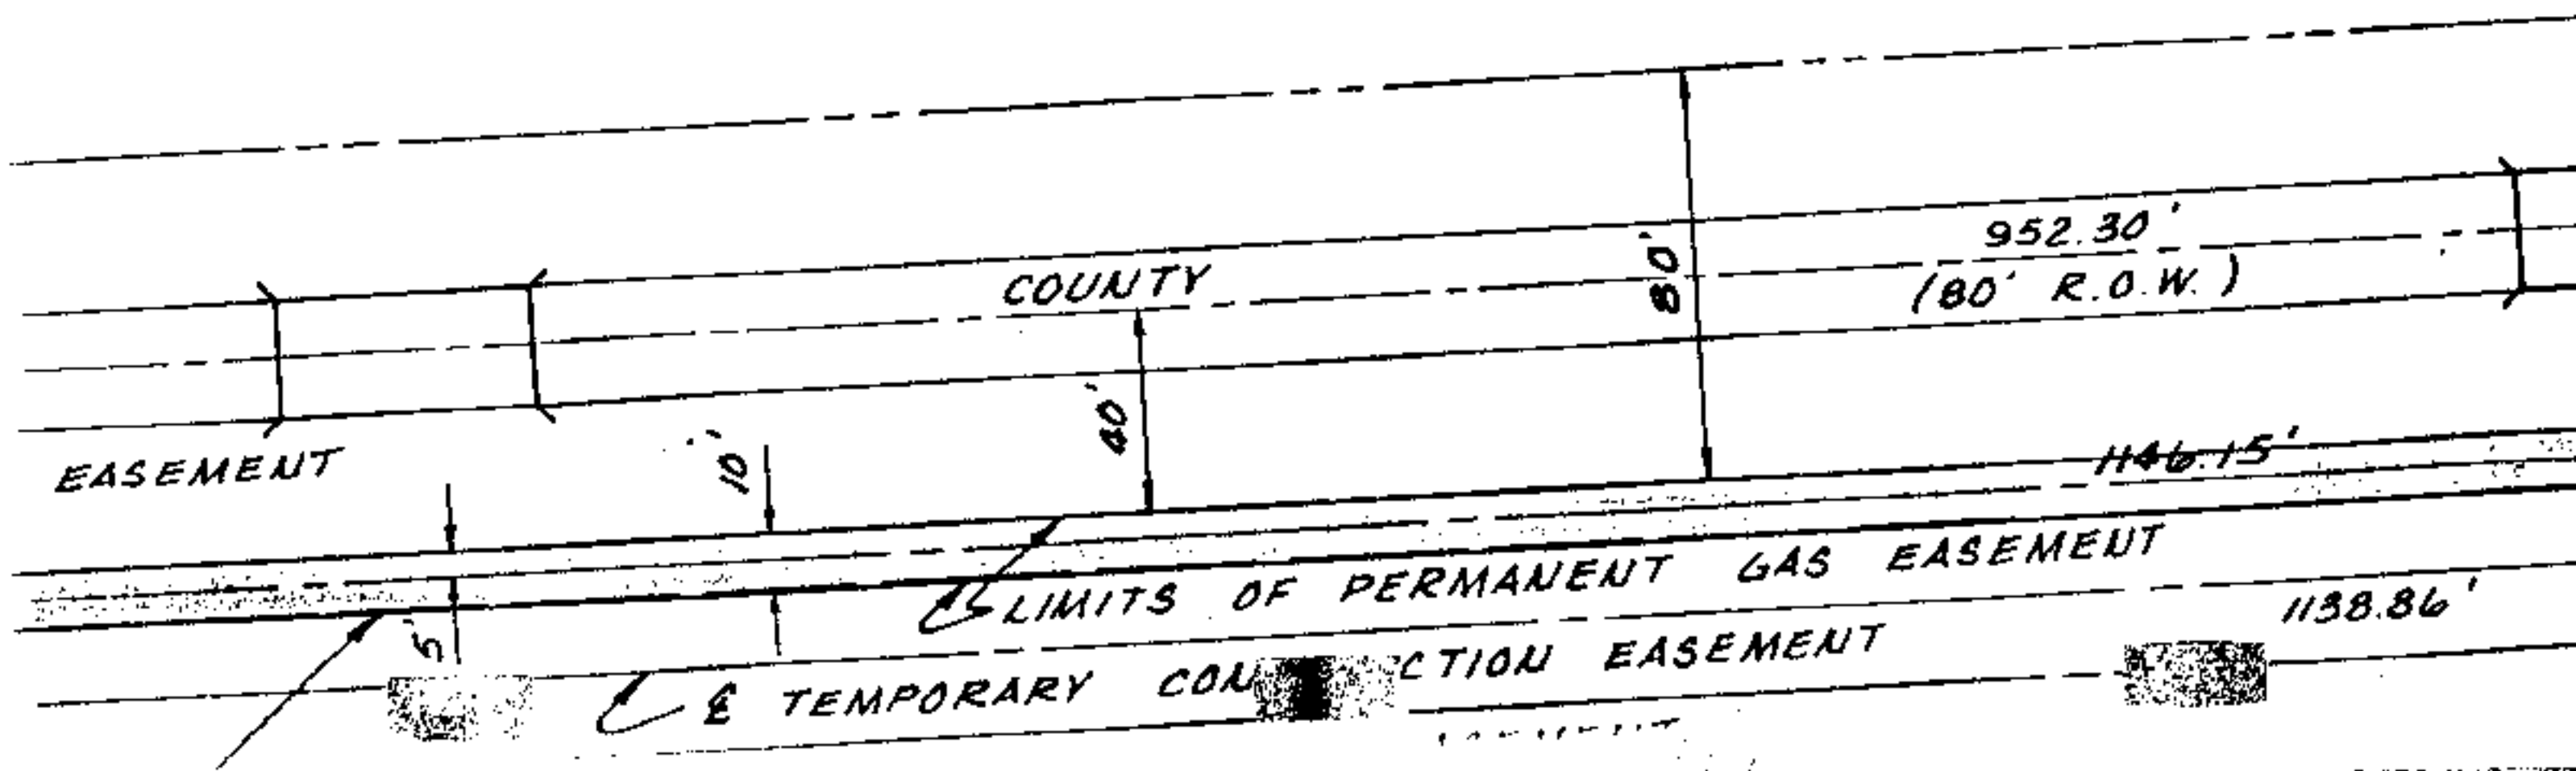 952.30'
COUNTY
(80' R.O.W.)
80'
40'
10'
EASEMENT
1146.15'
LIMITS OF PERMANENT GAS EASEMENT
5'
1138.86'
℄ TEMPORARY CON CTION EASEMENT